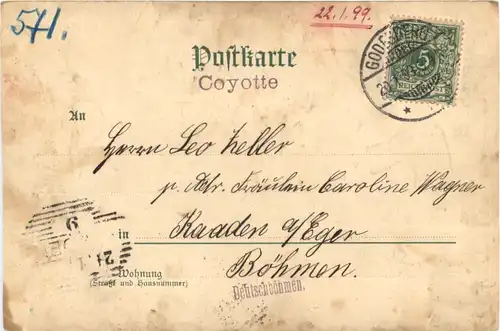 571.
22.1.99.
Postkarte
Coyotte
GODESBERG
5
An
Herrn Leo Keller
p. Adr. Fräulein Caroline Wagner
in
Kaaden a/Eger
Böhmen.
Wohnung
(Straße und Hausnummer)
Deutschböhmen.